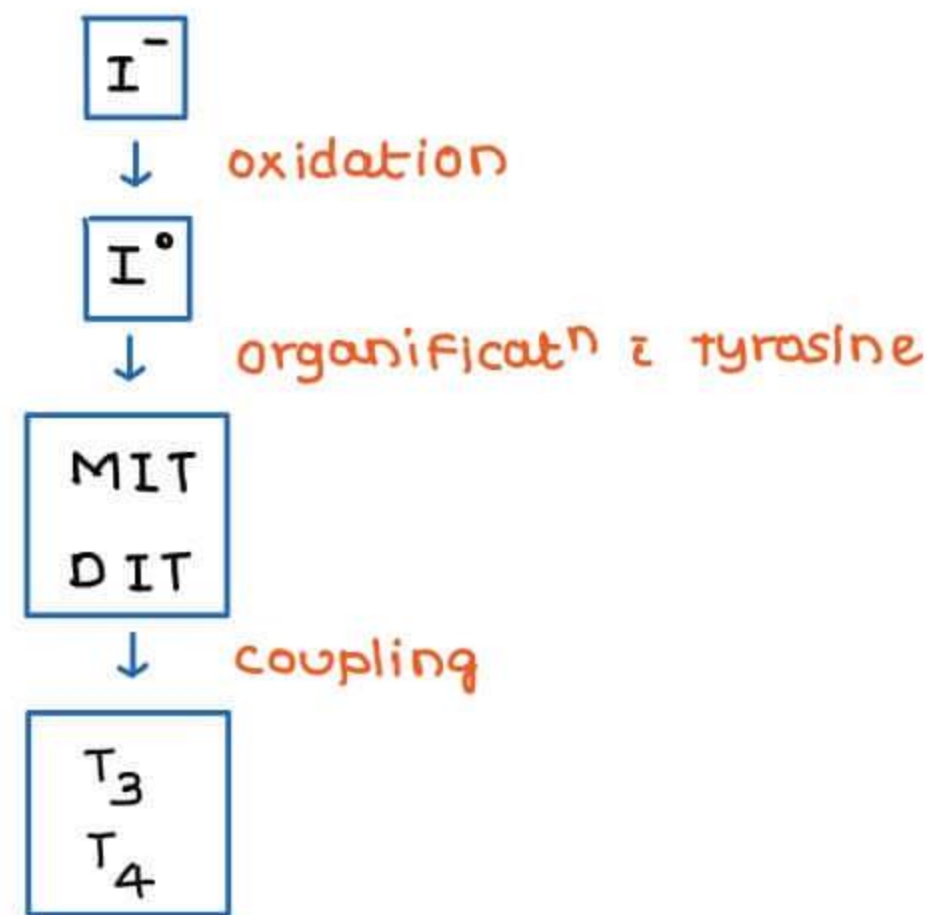 I⁻
oxidation
I°
organificatⁿ c̄ tyrosine
MIT
DIT
coupling
T₃
T₄